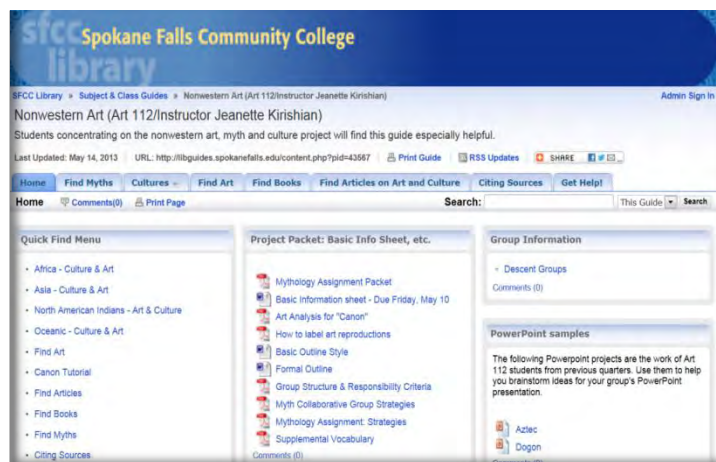 sfcc Spokane Falls Community College
library
SFCC Library » Subject & Class Guides » Nonwestern Art (Art 112/Instructor Jeanette Kirishian) Admin Sign In
Nonwestern Art (Art 112/Instructor Jeanette Kirishian)
Students concentrating on the nonwestern art, myth and culture project will find this guide especially helpful.
Last Updated: May 14, 2013 URL: http://libguides.spokanefalls.edu/content.php?pid=43567 Print Guide RSS Updates SHARE
Home Find Myths Cultures Find Art Find Books Find Articles on Art and Culture Citing Sources Get Help!
Home Comments(0) Print Page Search: This Guide Search
Quick Find Menu
Africa - Culture & Art
Asia - Culture & Art
North American Indians - Art & Culture
Oceanic - Culture & Art
Find Art
Canon Tutorial
Find Articles
Find Books
Find Myths
Citing Sources
Project Packet: Basic Info Sheet, etc.
Mythology Assignment Packet
Basic Information sheet - Due Friday, May 10
Art Analysis for "Canon"
How to label art reproductions
Basic Outline Style
Formal Outline
Group Structure & Responsibility Criteria
Myth Collaborative Group Strategies
Mythology Assignment: Strategies
Supplemental Vocabulary
Comments (0)
Group Information
Descent Groups
Comments (0)
PowerPoint samples
The following Powerpoint projects are the work of Art
112 students from previous quarters. Use them to help
you brainstorm ideas for your group's PowerPoint
presentation.
Aztec
Dogon